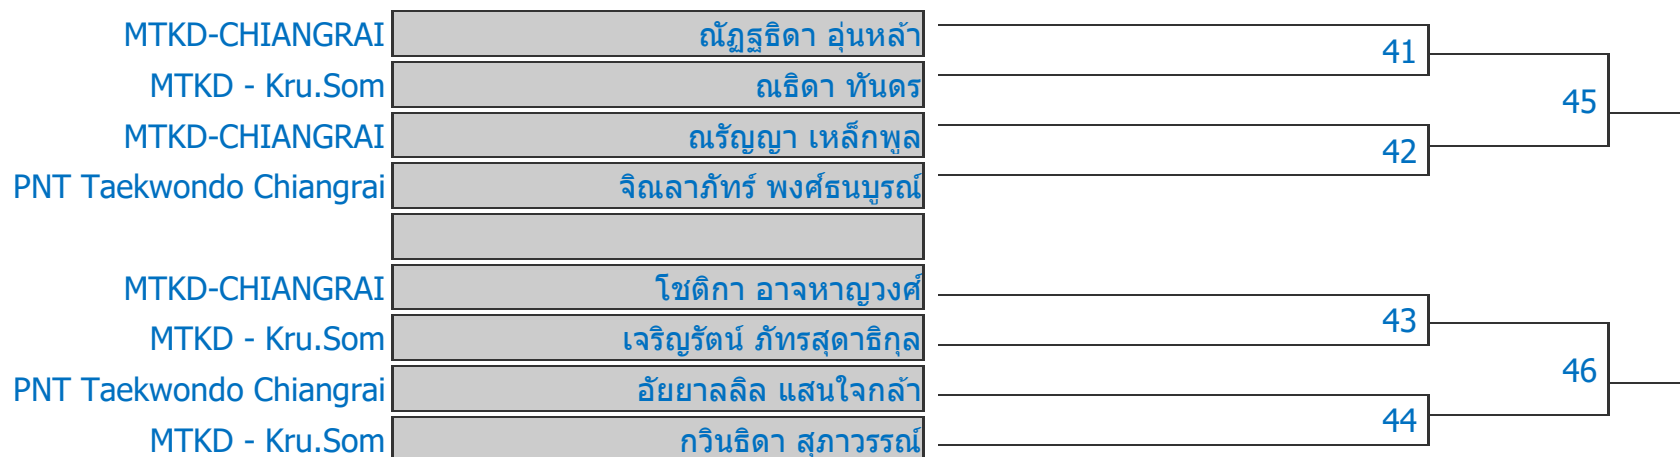 MTKD-CHIANGRAI ณัฏฐธิดา อุ่นหล้า
41
MTKD - Kru.Som ณธิดา ทันดร
45
MTKD-CHIANGRAI ณรัญญา เหล็กพูล
42
PNT Taekwondo Chiangrai จิณลาภัทร์ พงศ์ธนบูรณ์
MTKD-CHIANGRAI โชติกา อาจหาญวงศ์
43
MTKD - Kru.Som เจริญรัตน์ ภัทรสุดาธิกุล
46
PNT Taekwondo Chiangrai อัยยาลลิล แสนใจกล้า
44
MTKD - Kru.Som กวินธิดา สุภาวรรณ์